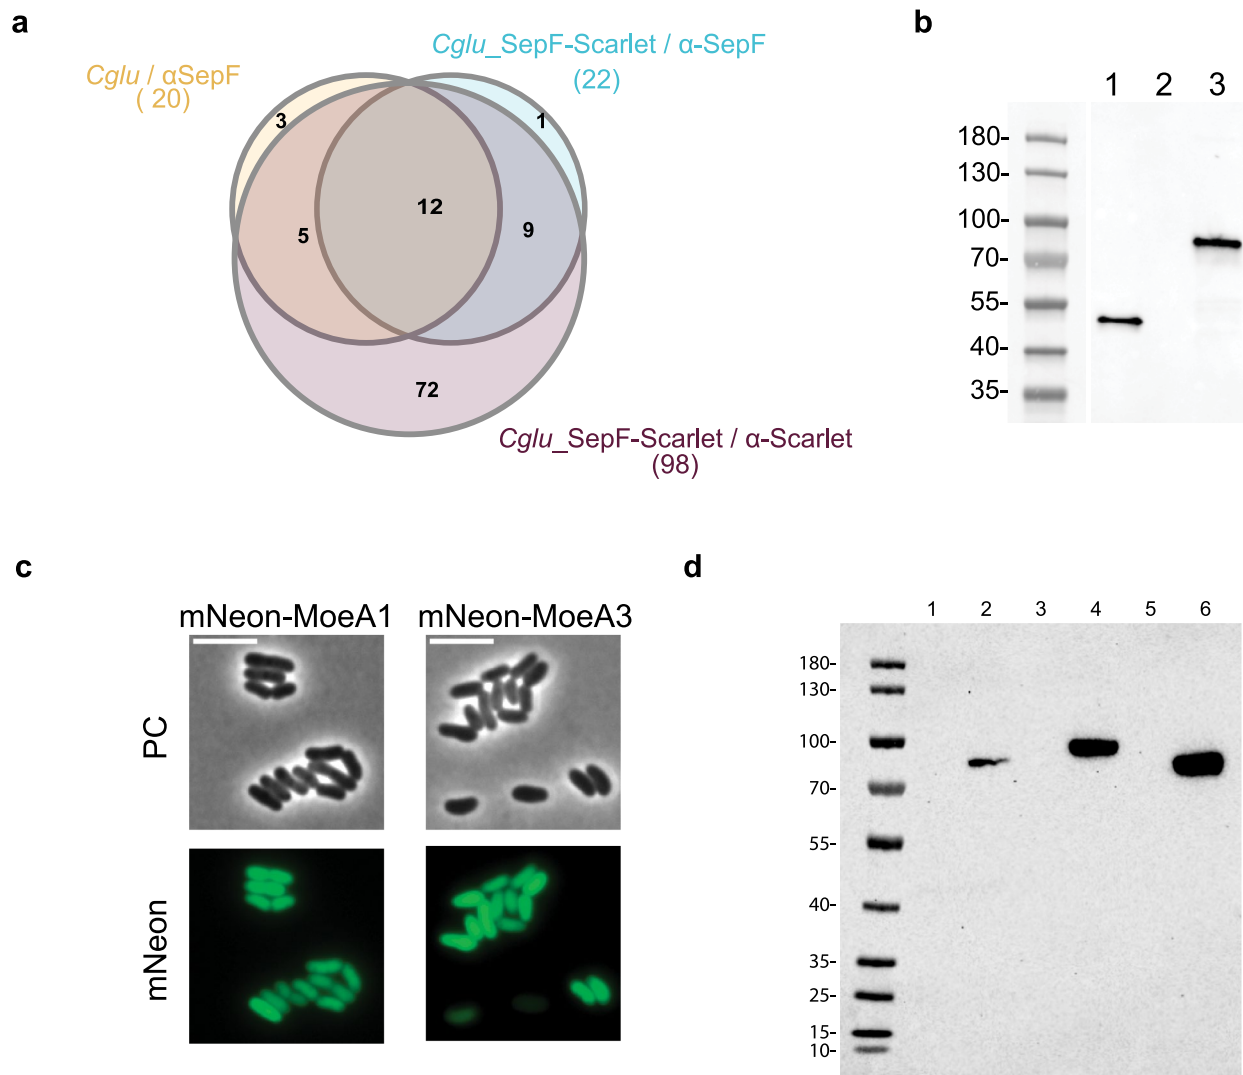 a
Cglu_SepF-Scarlet / α-SepF
(22)
Cglu / αSepF
( 20)
3
1
12
5
9
72
Cglu_SepF-Scarlet / α-Scarlet
(98)
b
1 2 3
180-
130-
100-
70-
55-
40-
35-
c
mNeon-MoeA1 mNeon-MoeA3
PC
mNeon
d
1 2 3 4 5 6
180-
130-
100-
70-
55-
40-
35-
25-
15-
10-